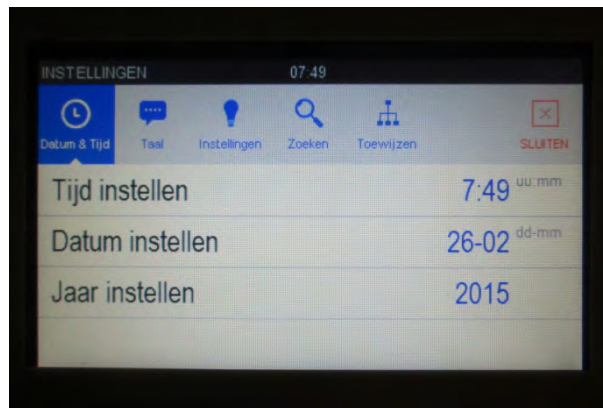 INSTELLINGEN 07:49
Datum & Tijd Taal Instellingen Zoeken Toewijzen SLUITEN
Tijd instellen 7:49 uu:mm
Datum instellen 26-02 dd-mm
Jaar instellen 2015